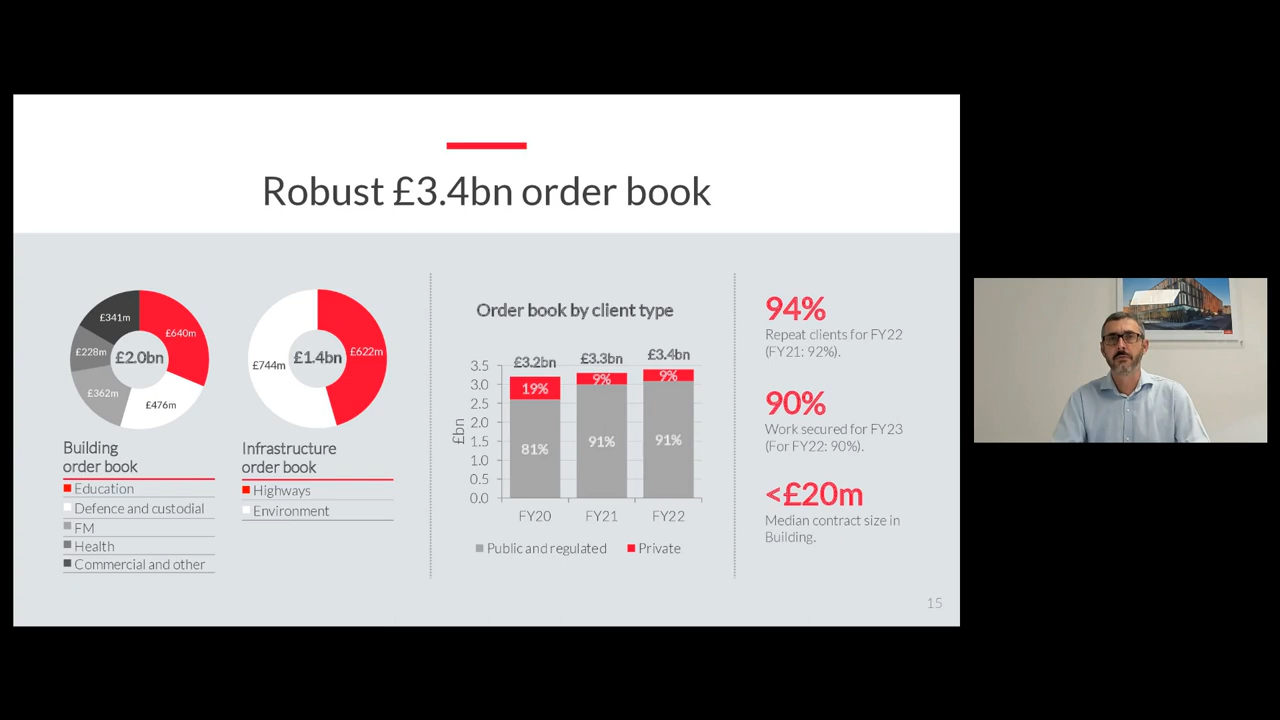 Robust £3.4bn order book
£341m
£640m
£228m
£2.0bn
£362m
£476m
Building
order book
Education
Defence and custodial
FM
Health
Commercial and other
£744m
£1.4bn
£622m
Infrastructure
order book
Highways
Environment
Order book by client type
£bn
3.5
3.0
2.5
2.0
1.5
1.0
0.5
0.0
£3.2bn
£3.3bn
£3.4bn
19%
9%
9%
81%
91%
91%
FY20
FY21
FY22
Public and regulated
Private
94%
Repeat clients for FY22
(FY21: 92%).
90%
Work secured for FY23
(For FY22: 90%).
<£20m
Median contract size in
Building.
15